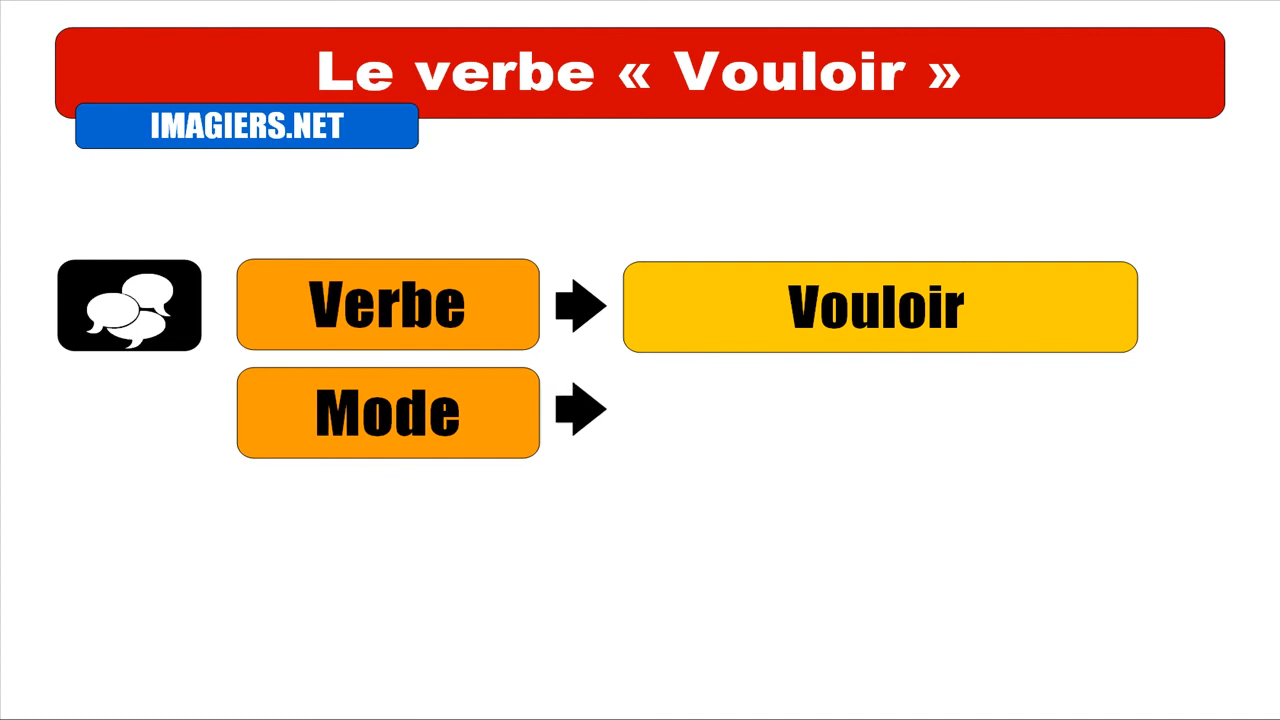 Le verbe « Vouloir »
IMAGIERS.NET
Verbe
Vouloir
Mode